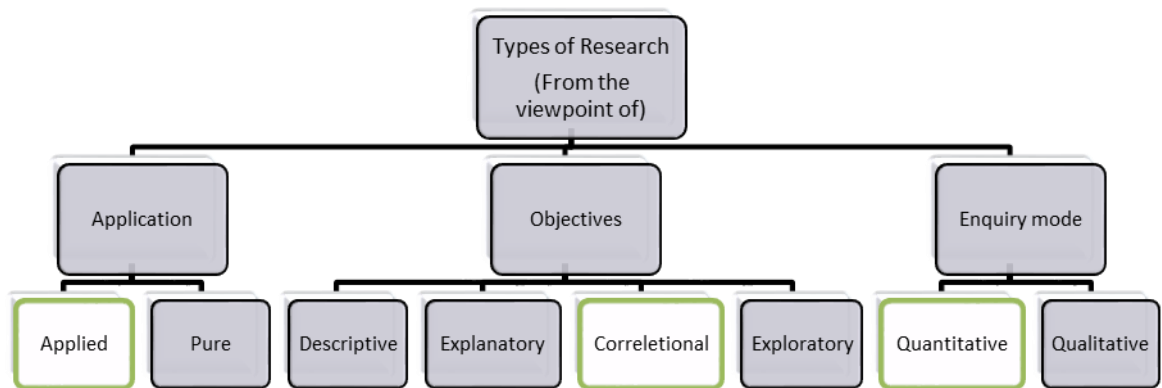 Types of Research
(From the
viewpoint of)
Application
Objectives
Enquiry mode
Applied
Pure
Descriptive
Explanatory
Correletional
Exploratory
Quantitative
Qualitative